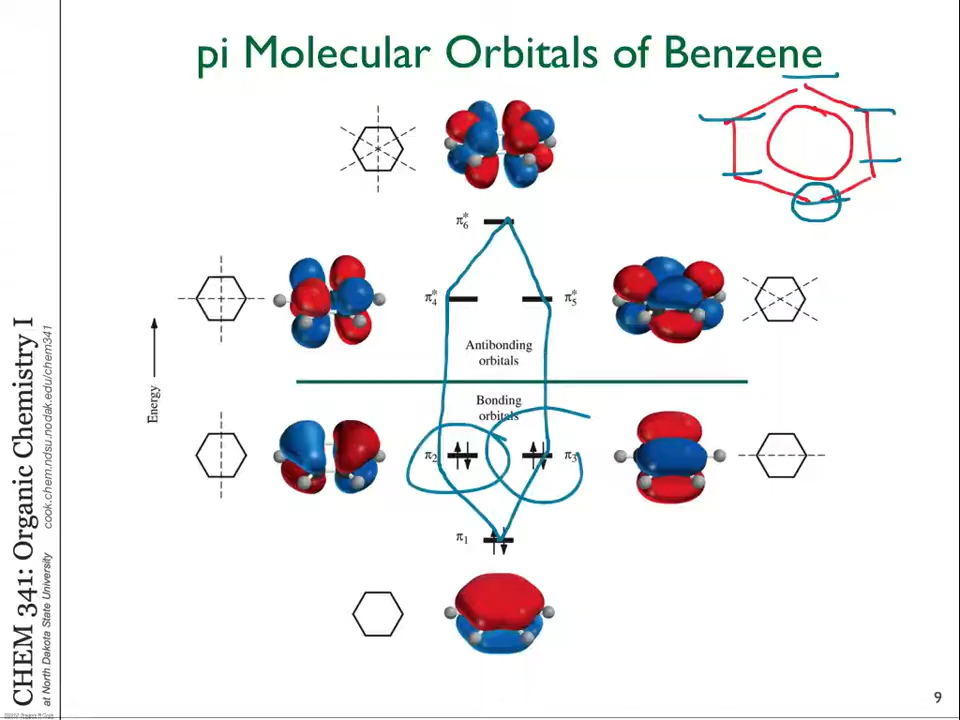 pi Molecular Orbitals of Benzene
π6*
π4*
π5*
Antibonding
orbitals
Energy
Bonding
orbitals
π2
π3
π1
CHEM 341: Organic Chemistry I
at North Dakota State University cook.chem.ndsu.nodak.edu/chem341
9